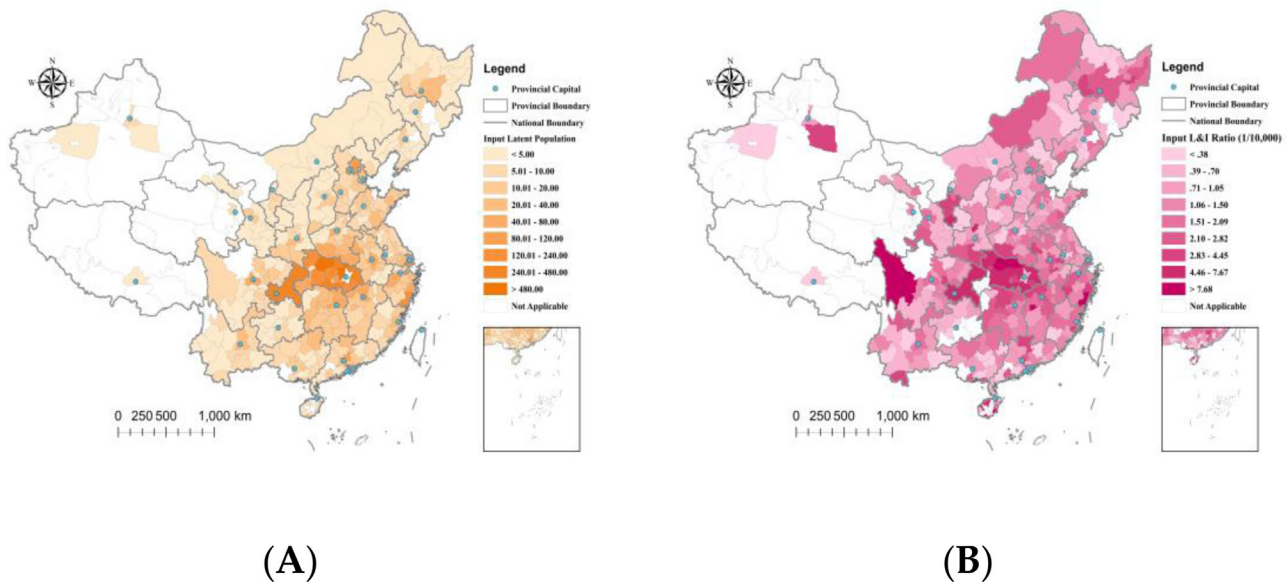 N
W E
S
Legend
Provincial Capital
Provincial Boundary
National Boundary
Input Latent Population
< 5.00
5.01 - 10.00
10.01 - 20.00
20.01 - 40.00
40.01 - 80.00
80.01 - 120.00
120.01 - 240.00
240.01 - 480.00
> 480.00
Not Applicable
0 250 500 1,000 km
(A)
N
W E
S
Legend
Provincial Capital
Provincial Boundary
National Boundary
Input L&I Ratio (1/10,000)
< .38
.39 - .70
.71 - 1.05
1.06 - 1.50
1.51 - 2.09
2.10 - 2.82
2.83 - 4.45
4.46 - 7.67
> 7.68
Not Applicable
0 250 500 1,000 km
(B)